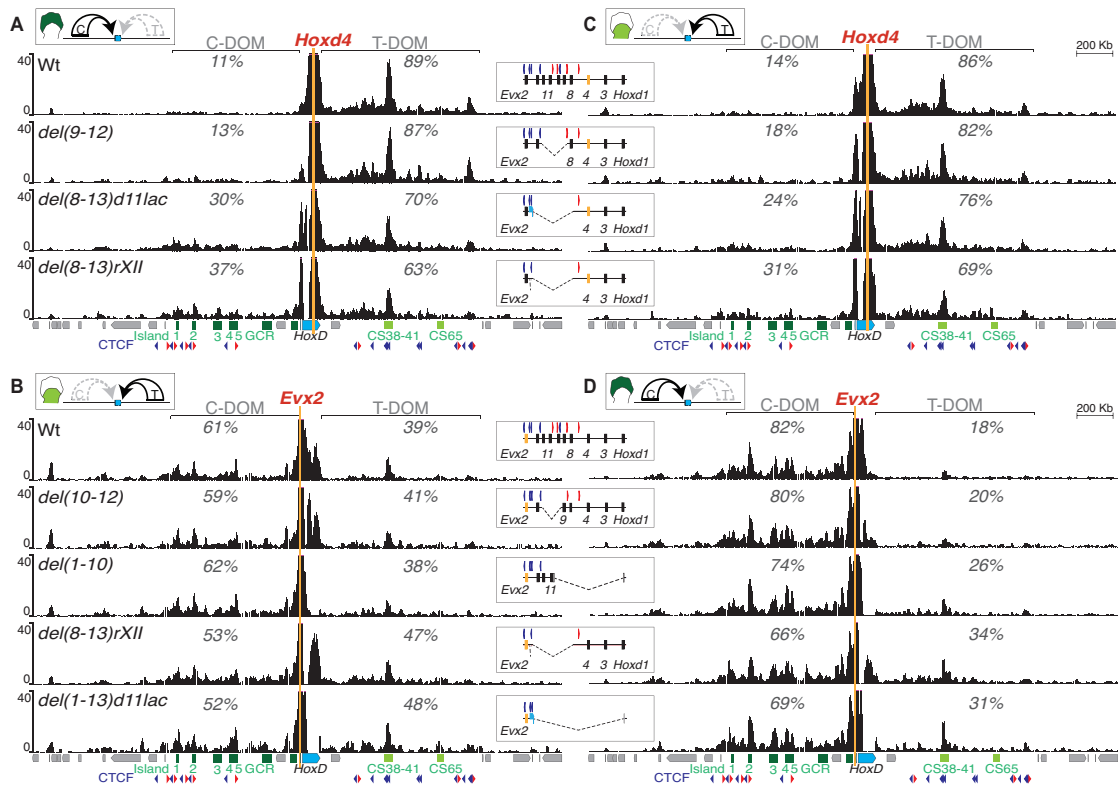 A
C
T
C-DOM
Hoxd4
T-DOM
40
0
Wt
11%
89%
Evx2 11 8 4 3 Hoxd1
40
0
del(9-12)
13%
87%
Evx2 8 4 3 Hoxd1
40
0
del(8-13)d11lac
30%
70%
Evx2 4 3 Hoxd1
40
0
del(8-13)rXII
37%
63%
Evx2 4 3 Hoxd1
Island 1 2 3 4 5 GCR HoxD CS38-41 CS65
CTCF
C
C
T
C-DOM
Hoxd4
T-DOM
200 Kb
14%
86%
18%
82%
24%
76%
31%
69%
Island 1 2 3 4 5 GCR HoxD CS38-41 CS65
B
C
T
C-DOM
Evx2
T-DOM
40
0
Wt
61%
39%
Evx2 11 8 4 3 Hoxd1
40
0
del(10-12)
59%
41%
Evx2 9 4 3 Hoxd1
40
0
del(1-10)
62%
38%
Evx2 11
40
0
del(8-13)rXII
53%
47%
Evx2 4 3 Hoxd1
40
0
del(1-13)d11lac
52%
48%
Evx2
Island 1 2 3 4 5 GCR HoxD CS38-41 CS65
CTCF
D
C
T
C-DOM
Evx2
T-DOM
200 Kb
82%
18%
80%
20%
74%
26%
66%
34%
69%
31%
Island 1 2 3 4 5 GCR HoxD CS38-41 CS65